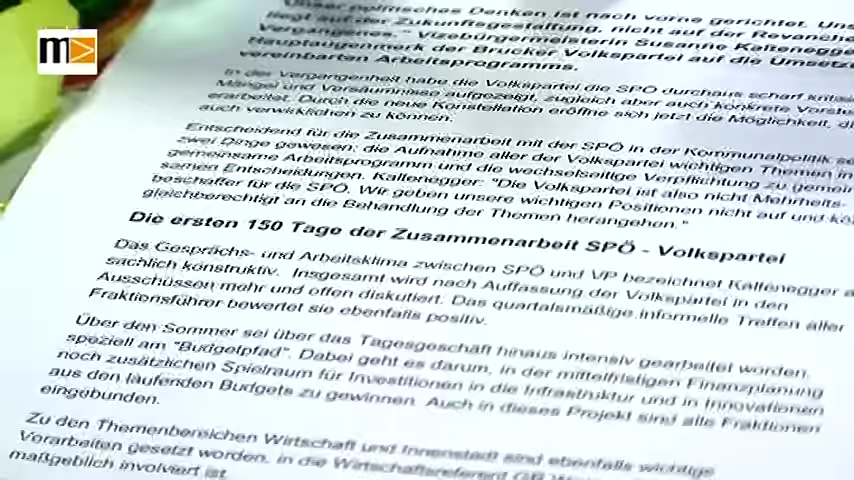 m
Unser politisches Denken ist nach vorne gerichtet. Uns
liegt auf der Zukunftsgestaltung, nicht auf der Revanche
Vergangenes." Vizebürgermeisterin Susanne Kaltenegger
Hauptaugenmerk der Brucker Volkspartei auf die Umsetz
vereinbarten Arbeitsprogramms.
In der Vergangenheit habe die Volkspartei die SPÖ durchaus scharf kritis
Mängel und Versäumnisse aufgezeigt, zugleich aber auch konkrete Vorste
erarbeitet. Durch die neue Konstellation eröffne sich jetzt die Möglichkeit, di
auch verwirklichen zu können.
Entscheidend für die Zusammenarbeit mit der SPÖ in der Kommunalpolitik se
zwei Dinge gewesen: die Aufnahme aller der Volkspartei wichtigen Themen in
gemeinsame Arbeitsprogramm und die wechselseitige Verpflichtung zu gemein
samen Entscheidungen. Kaltenegger: "Die Volkspartei ist also nicht Mehrheits-
beschaffer für die SPÖ. Wir geben unsere wichtigen Positionen nicht auf und
gleichberechtigt an die Behandlung der Themen herangehen."
Die ersten 150 Tage der Zusammenarbeit SPÖ - Volkspartei
Das Gesprächs- und Arbeitsklima zwischen SPÖ und VP bezeichnet Kaltenegger a
sachlich konstruktiv. Insgesamt wird nach Auffassung der Volkspartei in den
Ausschüssen mehr und offen diskutiert. Das quartalsmäßige informelle Treffen aller
Fraktionsführer bewertet sie ebenfalls positiv.
Über den Sommer sei über das Tagesgeschäft hinaus intensiv gearbeitet worden,
speziell am "Budgetpfad". Dabei geht es darum, in der mittelfristigen Finanzplanung
noch zusätzlichen Spielraum für Investitionen in die Infrastruktur und in Innovationen
aus den laufenden Budgets zu gewinnen. Auch in dieses Projekt sind alle Fraktionen
eingebunden.
Zu den Themenbereichen Wirtschaft und Innenstadt sind ebenfalls wichtige
Vorarbeiten gesetzt worden, in die Wirtschaftsreferent
maßgeblich involviert ist.